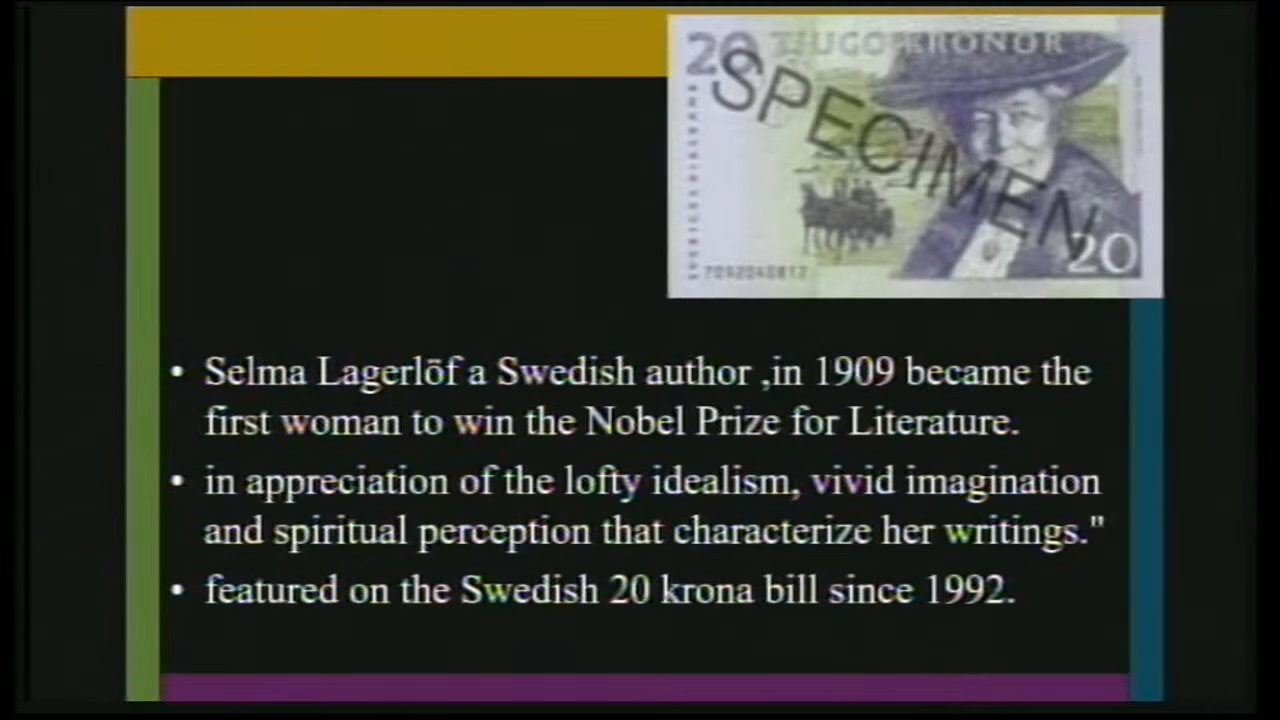 20 TJUGO KRONOR
SPECIMEN
20
7092040812
• Selma Lagerlöf a Swedish author ,in 1909 became the
first woman to win the Nobel Prize for Literature.
• in appreciation of the lofty idealism, vivid imagination
and spiritual perception that characterize her writings."
• featured on the Swedish 20 krona bill since 1992.